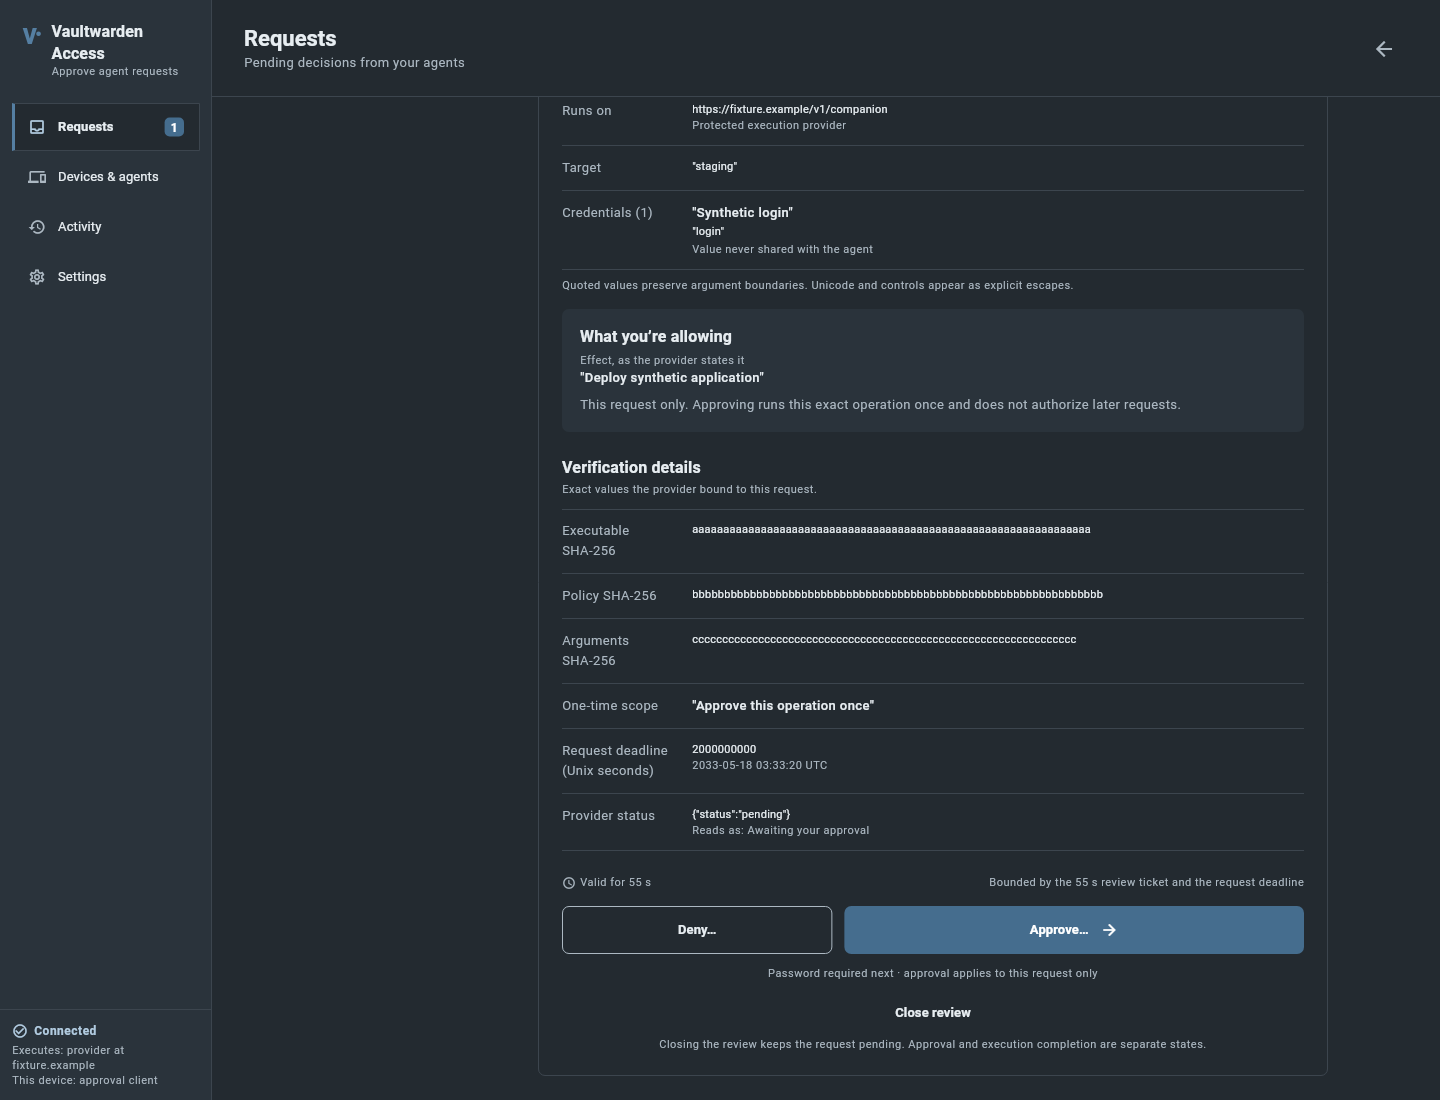 Vaultwarden
Access
Approve agent requests
Requests
1
Devices & agents
Activity
Settings
Connected
Executes: provider at
fixture.example
This device: approval client
Requests
Pending decisions from your agents
Runs on
https://fixture.example/v1/companion
Protected execution provider
Target
"staging"
Credentials (1)
"Synthetic login"
"login"
Value never shared with the agent
Quoted values preserve argument boundaries. Unicode and controls appear as explicit escapes.
What you're allowing
Effect, as the provider states it
"Deploy synthetic application"
This request only. Approving runs this exact operation once and does not authorize later requests.
Verification details
Exact values the provider bound to this request.
Executable
SHA-256
aaaaaaaaaaaaaaaaaaaaaaaaaaaaaaaaaaaaaaaaaaaaaaaaaaaaaaaaaaaaaaaa
Policy SHA-256
bbbbbbbbbbbbbbbbbbbbbbbbbbbbbbbbbbbbbbbbbbbbbbbbbbbbbbbbbbbbbbbb
Arguments
SHA-256
cccccccccccccccccccccccccccccccccccccccccccccccccccccccccccccccc
One-time scope
"Approve this operation once"
Request deadline
(Unix seconds)
2000000000
2033-05-18 03:33:20 UTC
Provider status
{"status":"pending"}
Reads as: Awaiting your approval
Valid for 55 s
Bounded by the 55 s review ticket and the request deadline
Deny…
Approve…
Password required next · approval applies to this request only
Close review
Closing the review keeps the request pending. Approval and execution completion are separate states.